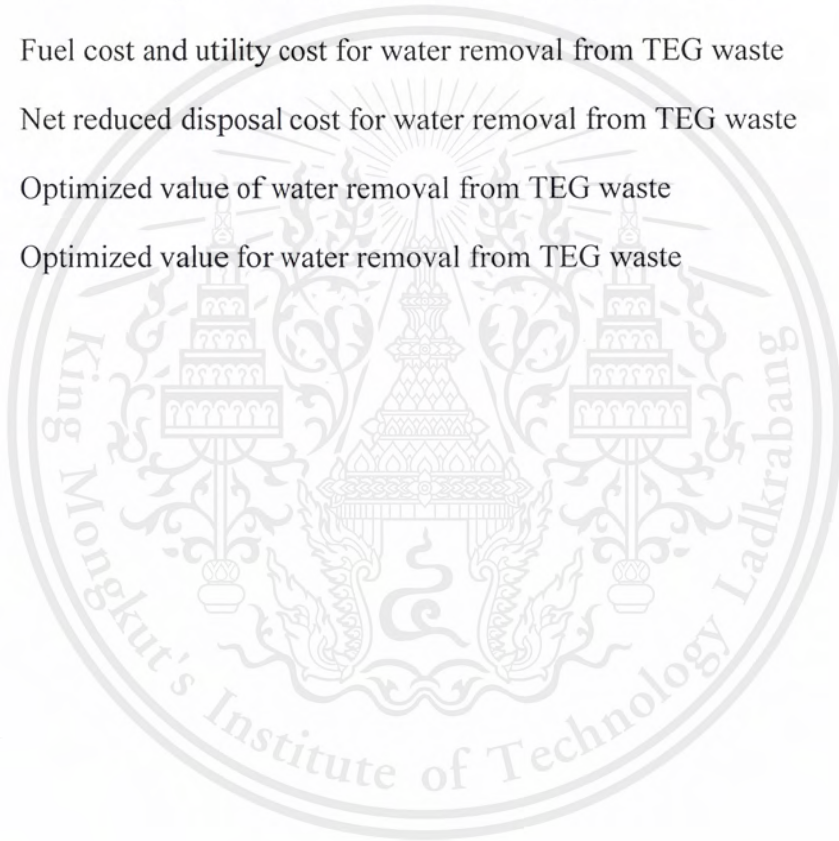 Fuel cost and utility cost for water removal from TEG waste
Net reduced disposal cost for water removal from TEG waste
Optimized value of water removal from TEG waste
Optimized value for water removal from TEG waste
King Mongkut's Institute of Technology Ladkrabang